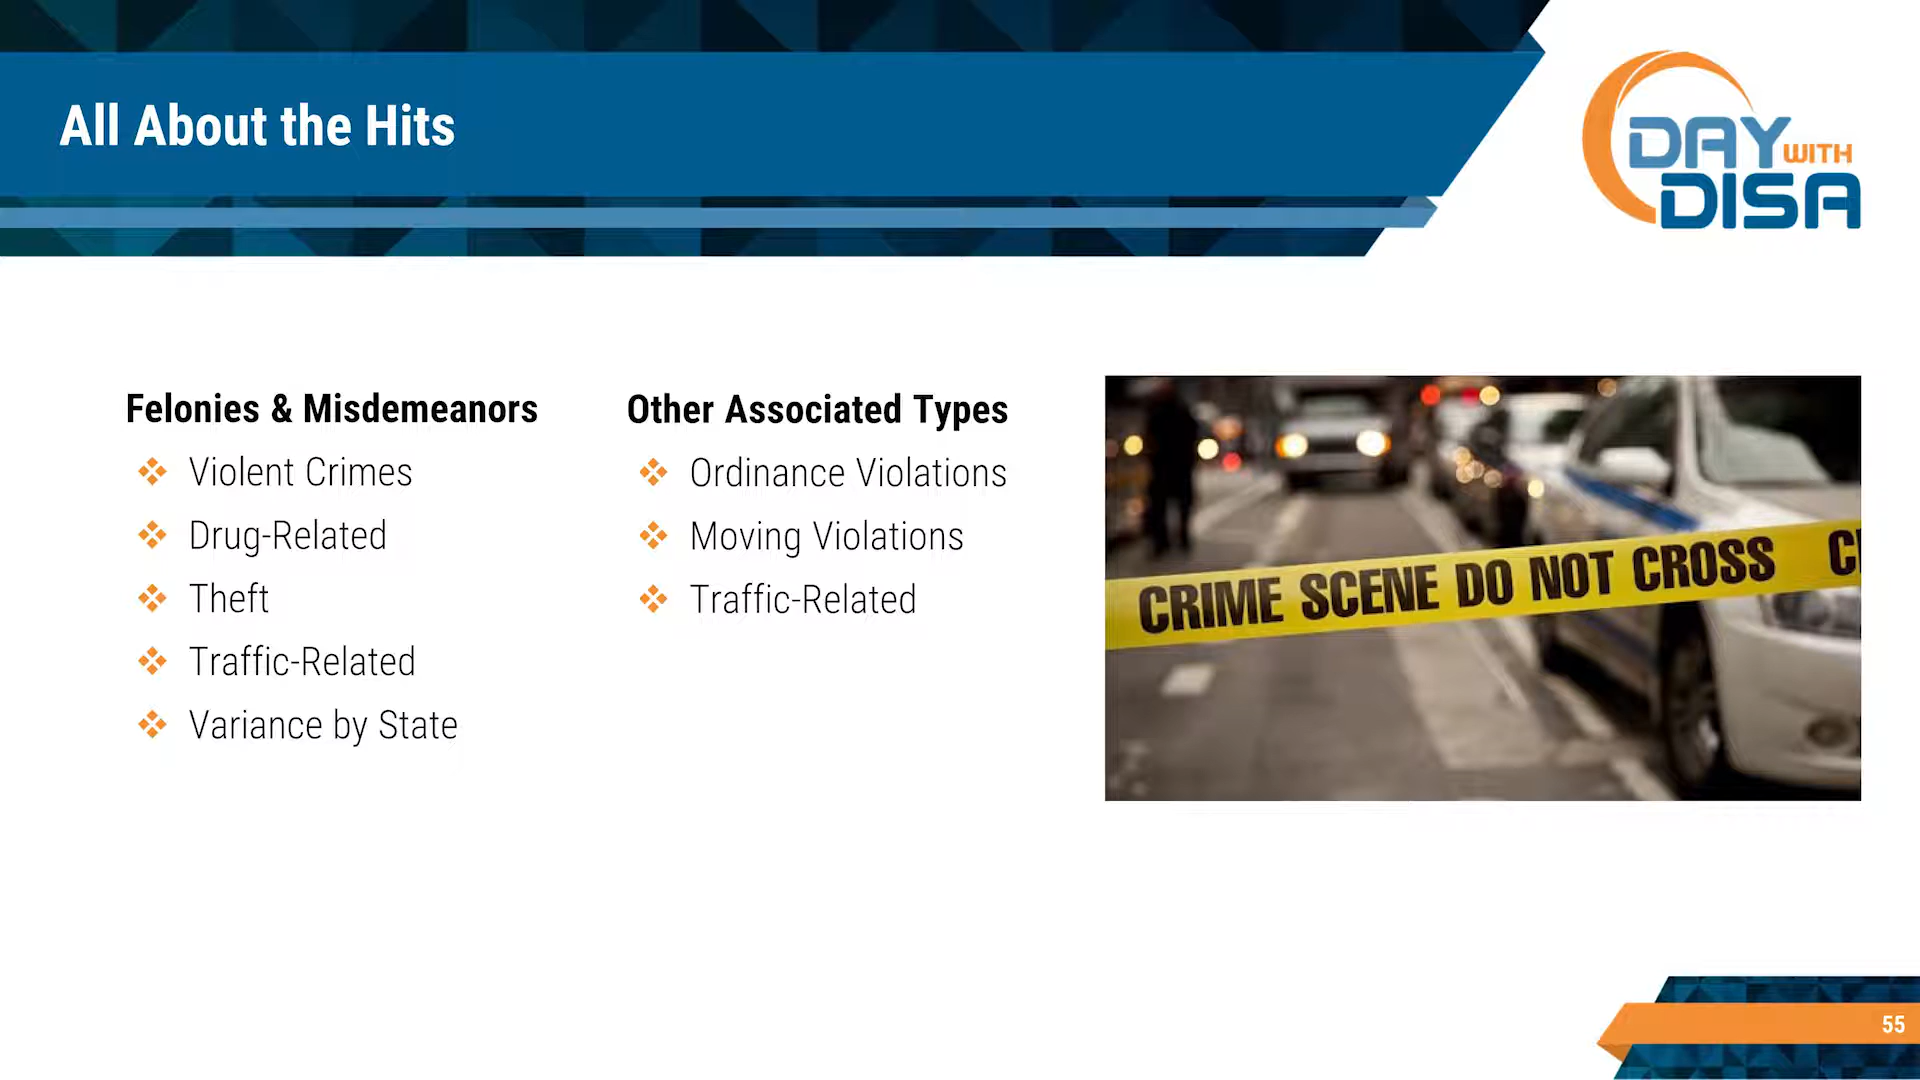 All About the Hits
DAY WITH
DISA
Felonies & Misdemeanors
Violent Crimes
Drug-Related
Theft
Traffic-Related
Variance by State
Other Associated Types
Ordinance Violations
Moving Violations
Traffic-Related
CRIME SCENE DO NOT CROSS C
55